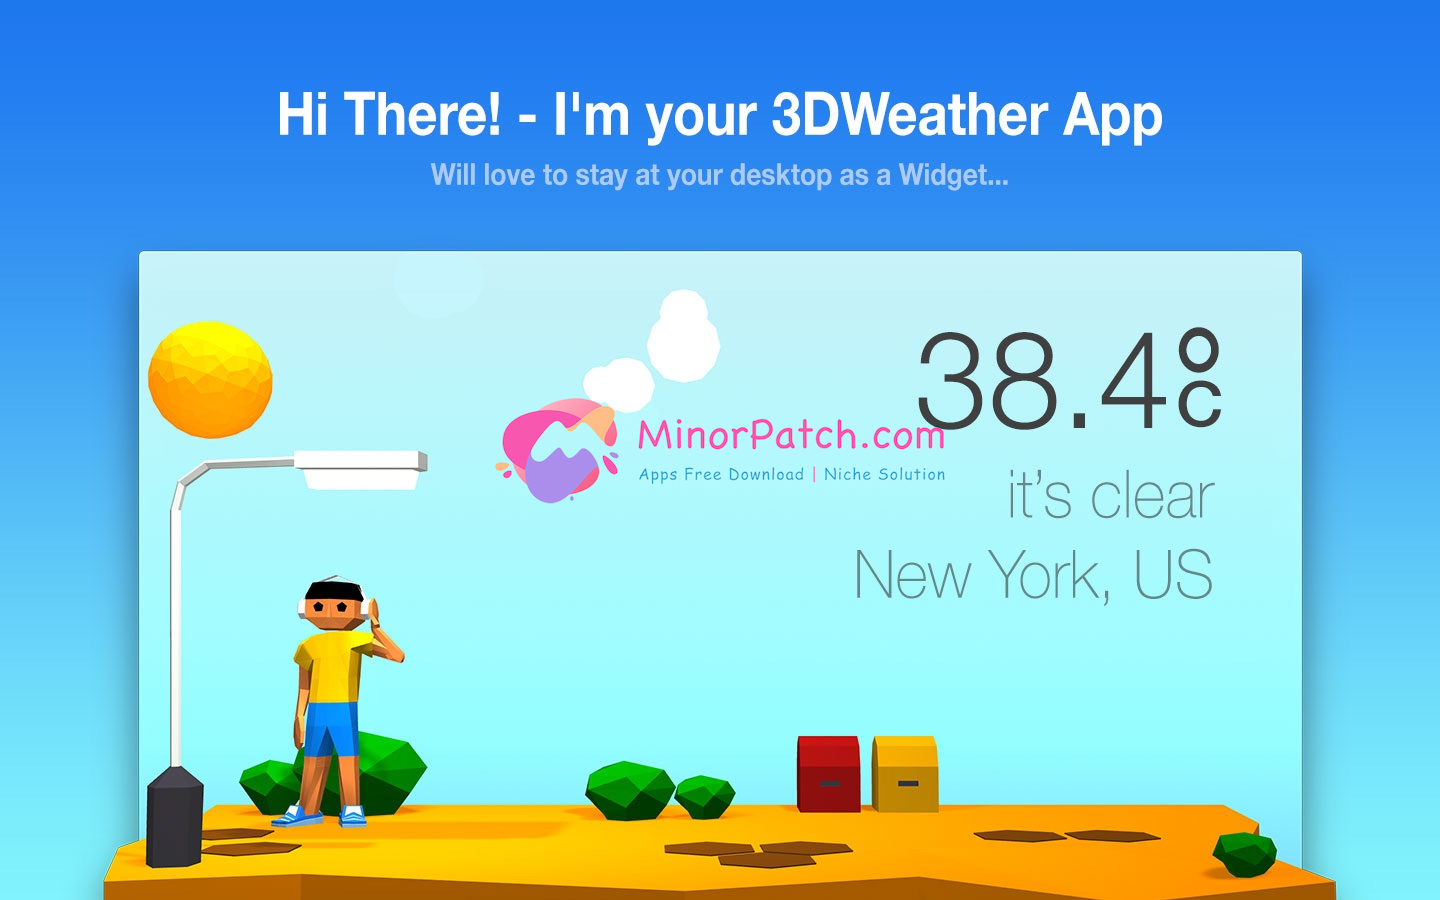 Hi There! - I'm your 3DWeather App
Will love to stay at your desktop as a Widget...
38.4°C
MinorPatch.com
Apps Free Download | Niche Solution
it’s clear
New York, US